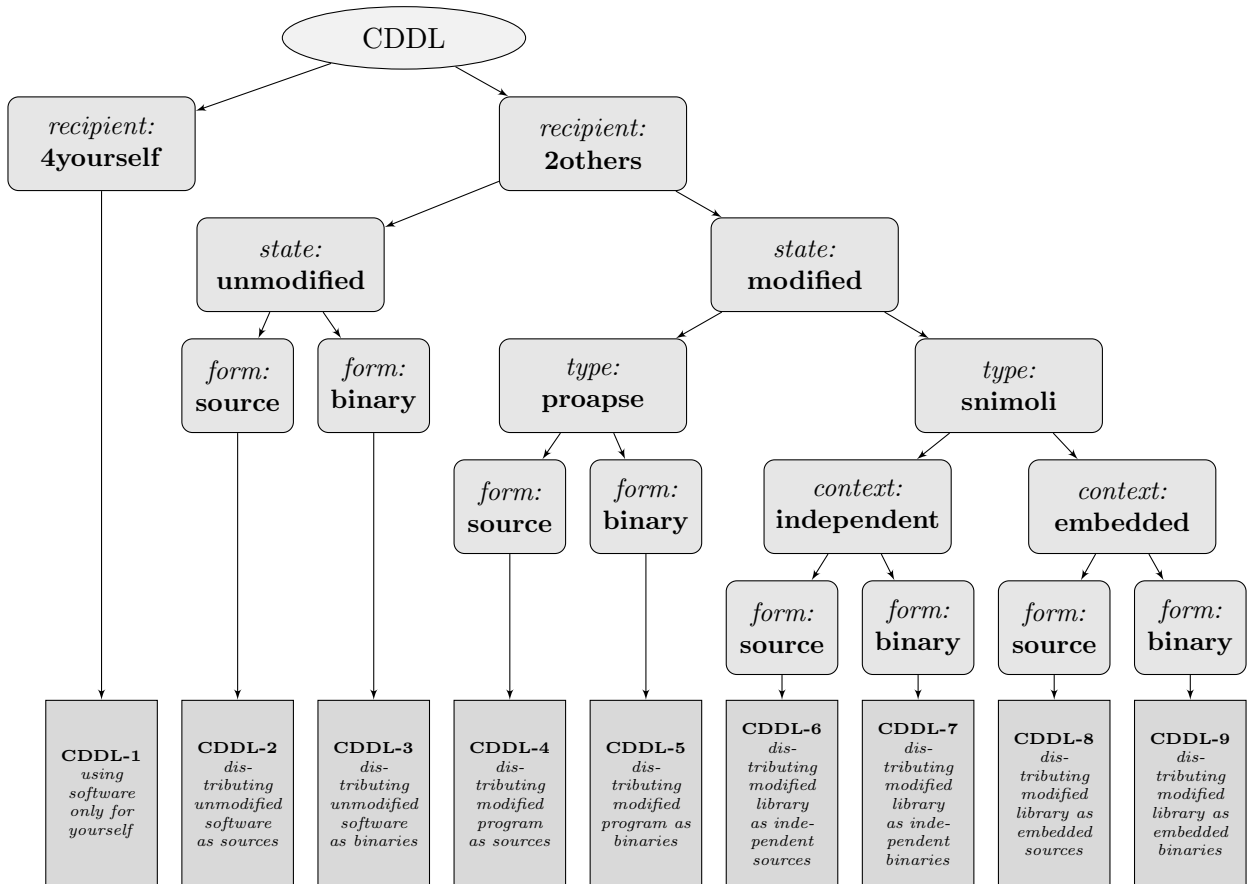 CDDL
recipient:
4yourself
recipient:
2others
state:
unmodified
state:
modified
form:
source
form:
binary
type:
proapse
type:
snimoli
form:
source
form:
binary
context:
independent
context:
embedded
form:
source
form:
binary
form:
source
form:
binary
CDDL-1
using
software
only for
yourself
CDDL-2
dis-
tributing
unmodified
software
as sources
CDDL-3
dis-
tributing
unmodified
software
as binaries
CDDL-4
dis-
tributing
modified
program
as sources
CDDL-5
dis-
tributing
modified
program as
binaries
CDDL-6
dis-
tributing
modified
library
as inde-
pendent
sources
CDDL-7
dis-
tributing
modified
library
as inde-
pendent
binaries
CDDL-8
dis-
tributing
modified
library as
embedded
sources
CDDL-9
dis-
tributing
modified
library as
embedded
binaries